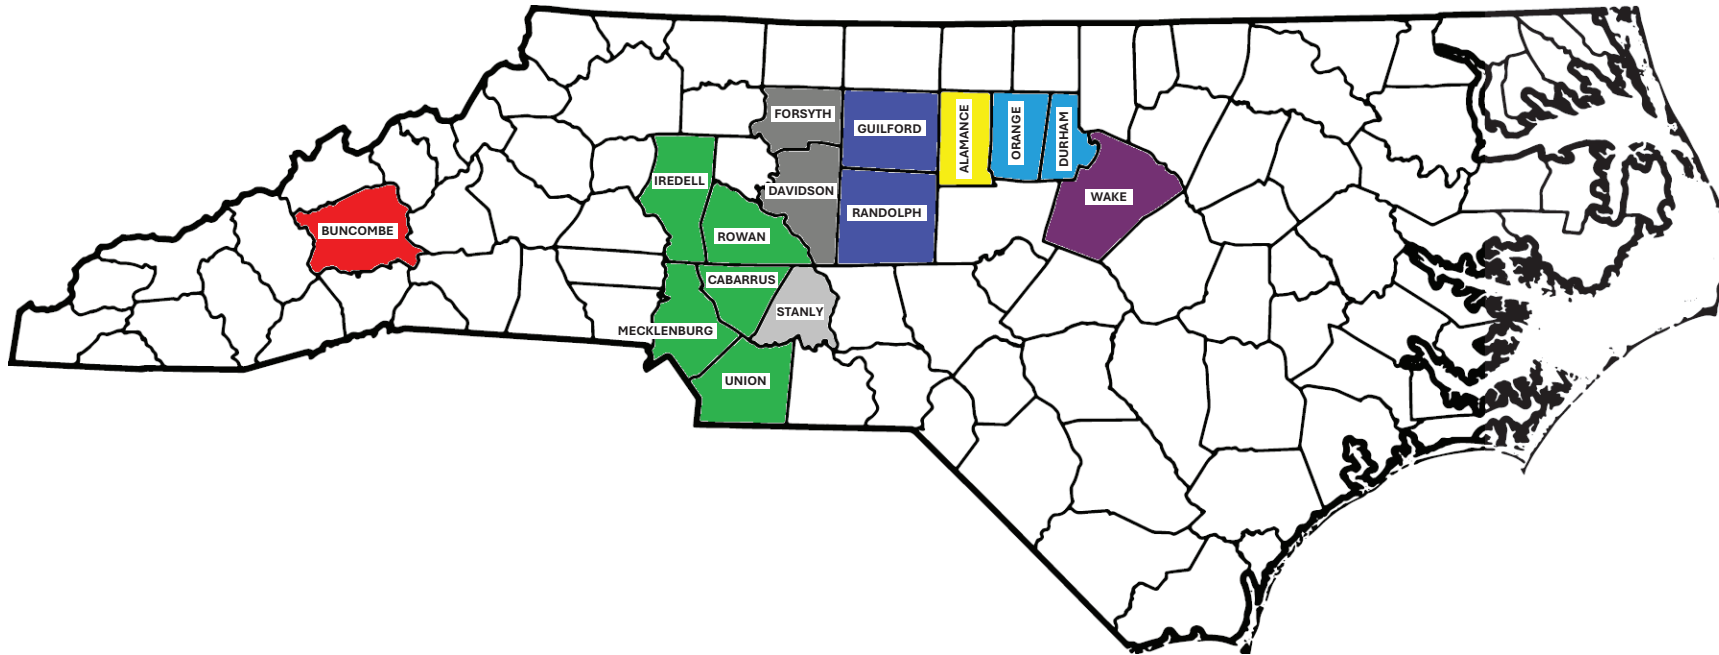 FORSYTH
GUILFORD
ALAMANCE
ORANGE
DURHAM
IREDELL
DAVIDSON
WAKE
RANDOLPH
BUNCOMBE
ROWAN
CABARRUS
STANLY
MECKLENBURG
UNION